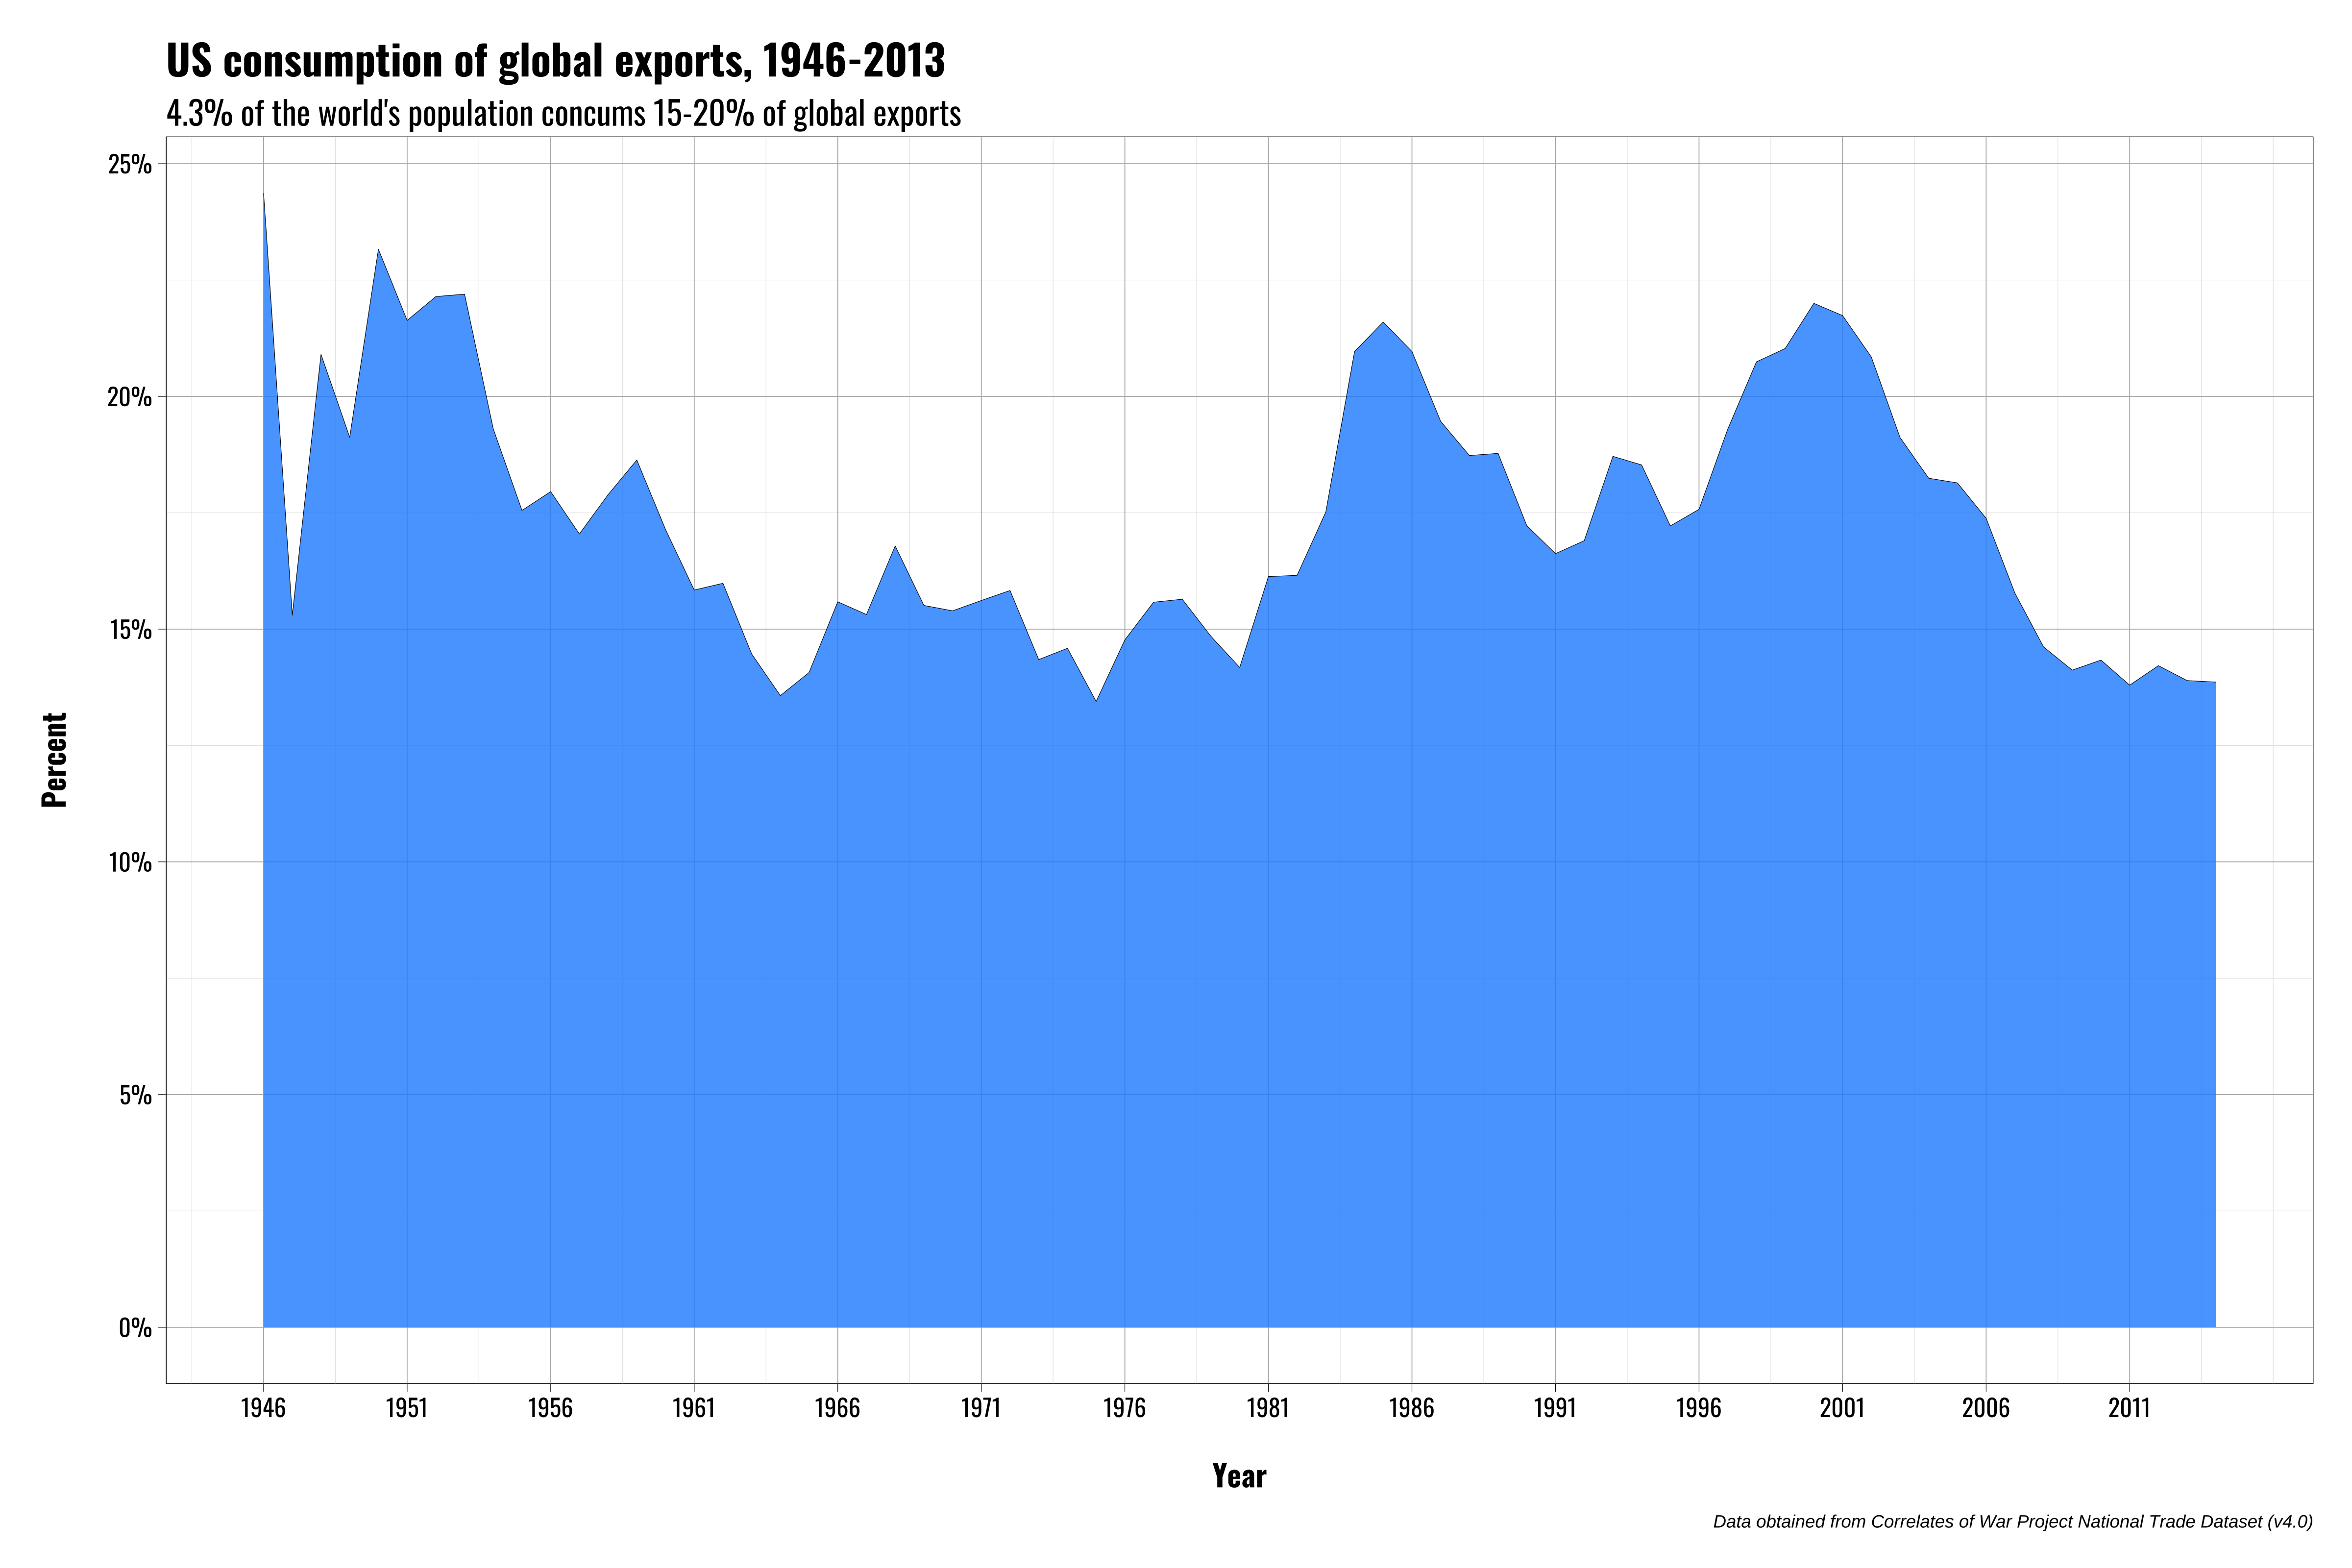 US consumption of global exports, 1946-2013
4.3% of the world's population concums 15-20% of global exports
25%
20%
15%
10%
5%
0%
Percent
1946 1951 1956 1961 1966 1971 1976 1981 1986 1991 1996 2001 2006 2011
Year
Data obtained from Correlates of War Project National Trade Dataset (v4.0)